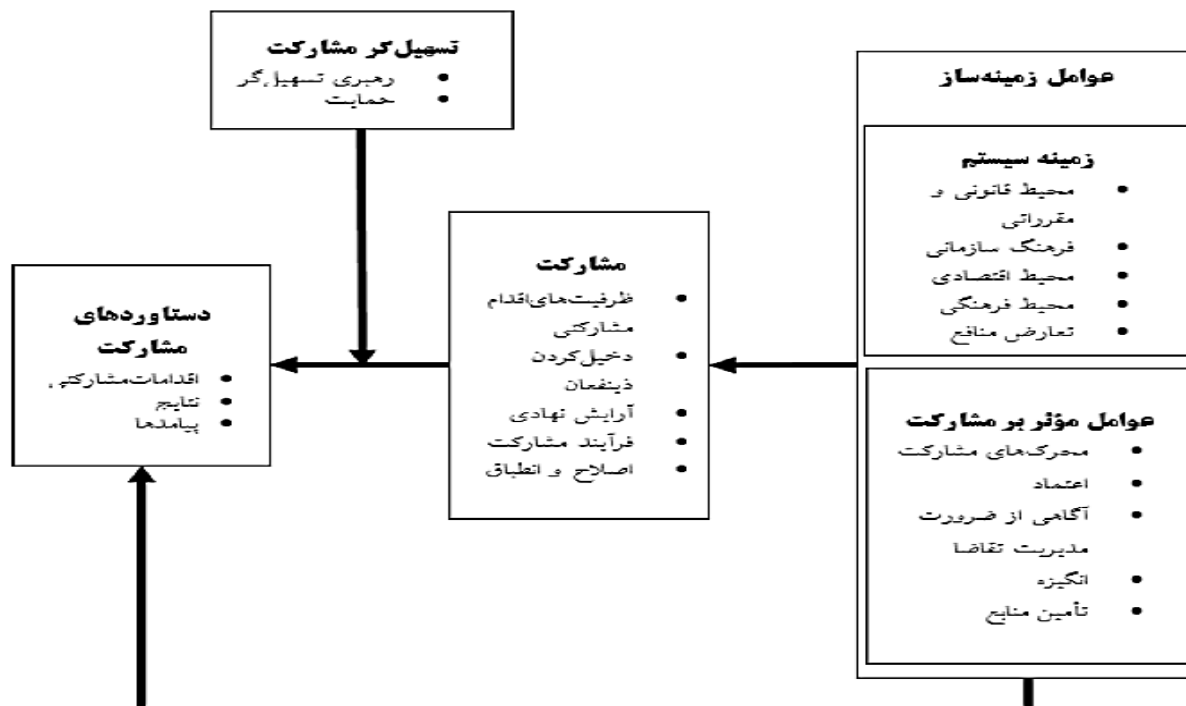 تسهیل‌گر مشارکت
• رهبری تسهیل‌گر
• حمایت
عوامل زمینه‌ساز
زمینه سیستم
• محیط قانونی و
مقرراتی
• فرهنگ سازمانی
• محیط اقتصادی
• محیط فرهنگی
• تعارض منافع
عوامل مؤثر بر مشارکت
• محرک‌های مشارکت
• اعتماد
• آگاهی از ضرورت
مدیریت تقاضا
• انگیزه
• تأمین منابع
مشارکت
• ظرفیت‌های‌اقدام
مشارکتی
• دخیل‌کردن
ذینفعان
• آرایش نهادی
• فرآیند مشارکت
• اصلاح و انطباق
دستاوردهای
مشارکت
• اقدامات‌مشارکتی
• نتایج
• پیامدها